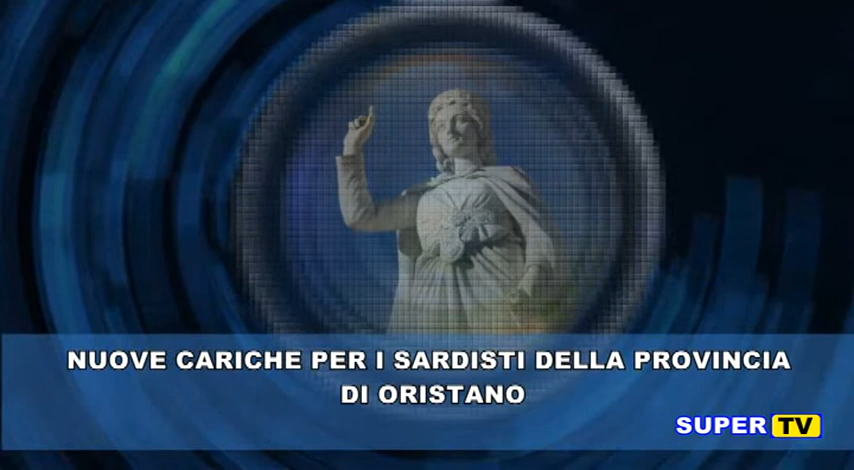 NUOVE CARICHE PER I SARDISTI DELLA PROVINCIA
DI ORISTANO
SUPER TV